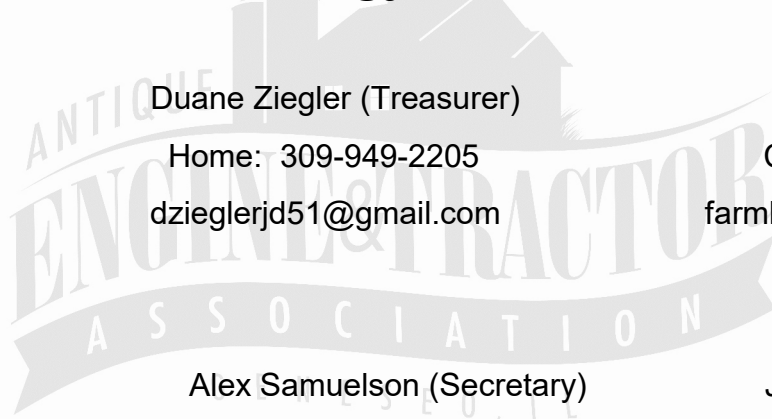 Duane Ziegler (Treasurer)
Home: 309-949-2205
dzieglerjd51@gmail.com
Alex Samuelson (Secretary)
ANTIQUE
ENGINE & TRACTOR
ASSOCIATION